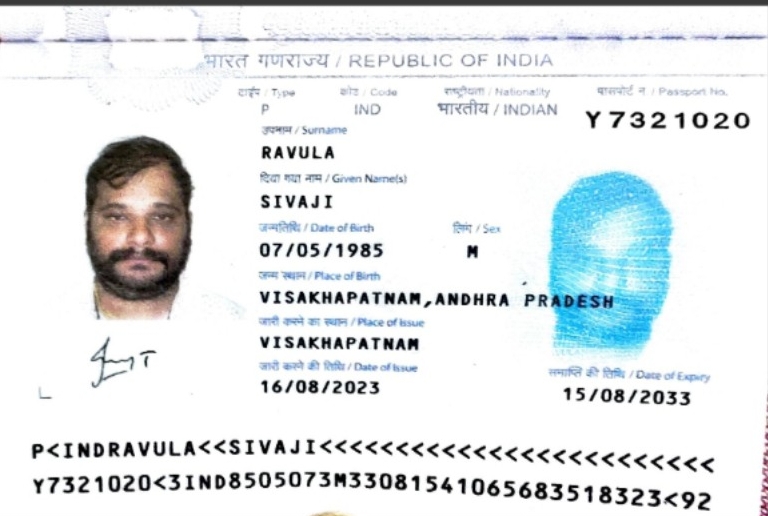 भारत गणराज्य / REPUBLIC OF INDIA
टाईप / Type कोड / Code राष्ट्रीयता / Nationality पासपोर्ट न / Passport No.
P IND भारतीय / INDIAN Y7321020
उपनाम / Surname
RAVULA
दिया गया नाम / Given Name(s)
SIVAJI
जन्मतिथि / Date of Birth लिंग / Sex
07/05/1985 M
जन्म स्थान / Place of Birth
VISAKHAPATNAM,ANDHRA PRADESH
जारी करने का स्थान / Place of Issue
VISAKHAPATNAM
जारी करने की तिथि / Date of Issue समाप्ति की तिथि / Date of Expiry
16/08/2023 15/08/2033
P<INDRAVULA<<SIVAJI<<<<<<<<<<<<<<<<<<<<<<<<<
Y7321020<3IND8505073M33081541065683518323<92